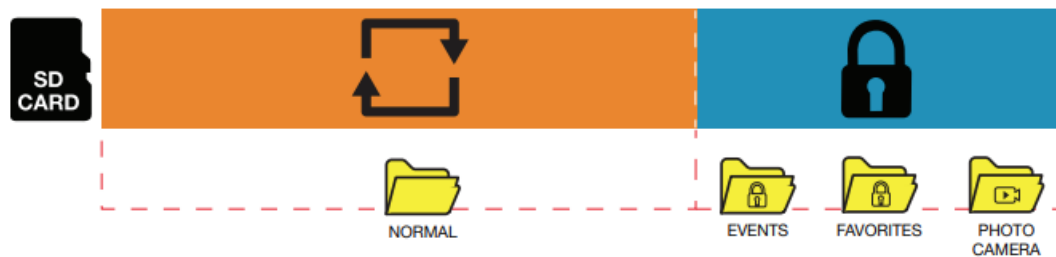 SD
CARD
NORMAL
EVENTS
FAVORITES
PHOTO
CAMERA